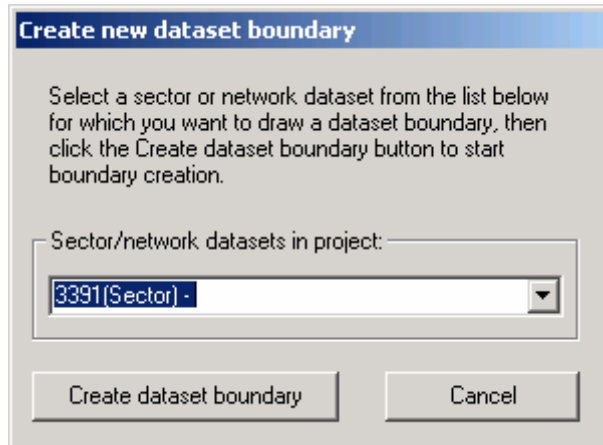 Create new dataset boundary
Select a sector or network dataset from the list below
for which you want to draw a dataset boundary, then
click the Create dataset boundary button to start
boundary creation.
Sector/network datasets in project:
3391(Sector) -
Create dataset boundary
Cancel